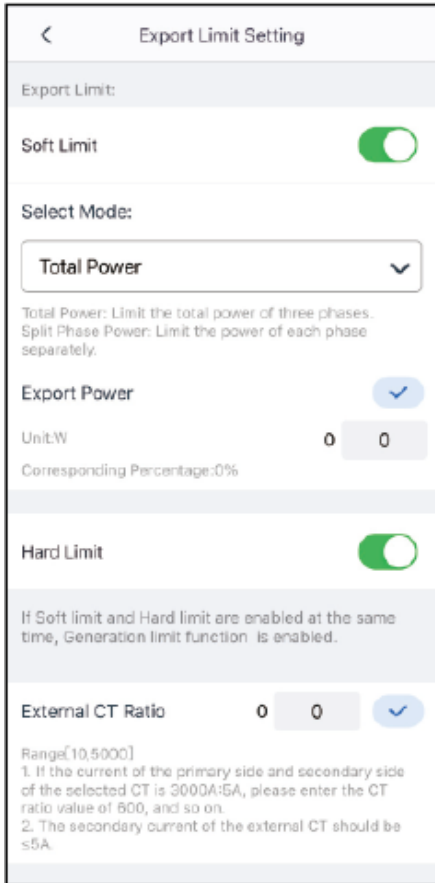 Export Limit Setting
Export Limit:
Soft Limit
Select Mode:
Total Power
Total Power: Limit the total power of three phases.
Split Phase Power: Limit the power of each phase
separately.
Export Power
Unit:W 0 0
Corresponding Percentage:0%
Hard Limit
If Soft limit and Hard limit are enabled at the same
time, Generation limit function is enabled.
External CT Ratio 0 0
Range[10,5000]
1. If the current of the primary side and secondary side
of the selected CT is 3000A:5A, please enter the CT
ratio value of 600, and so on.
2. The secondary current of the external CT should be
≤5A.